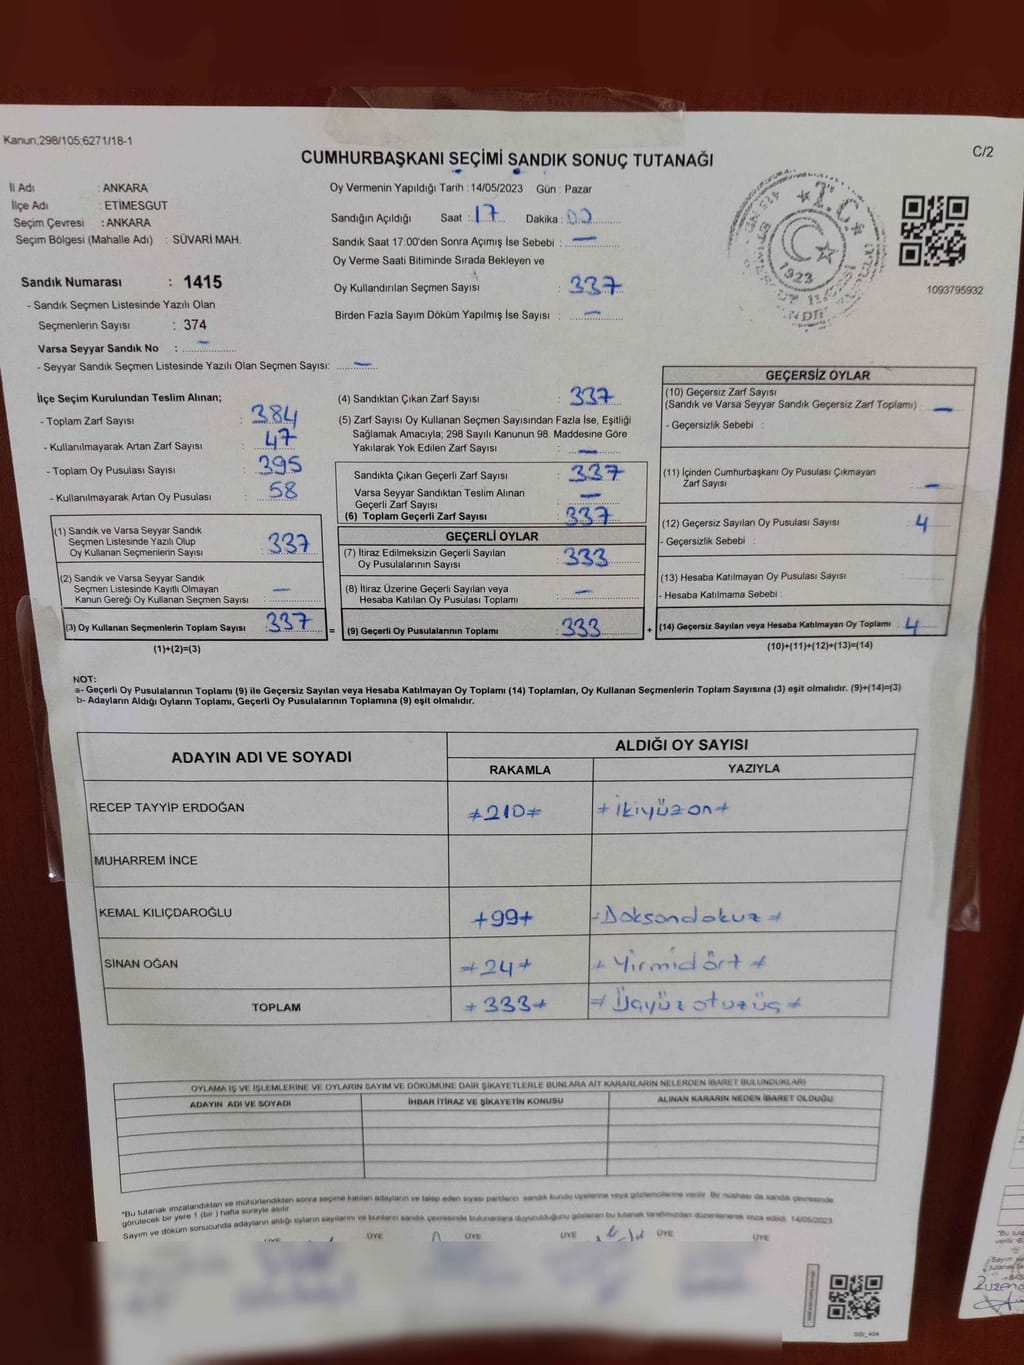 Kanun;298/105;6271/18-1
C/2
CUMHURBAŞKANI SEÇİMİ SANDIK SONUÇ TUTANAĞI
İl Adı : ANKARA
İlçe Adı : ETİMESGUT
Seçim Çevresi : ANKARA
Seçim Bölgesi (Mahalle Adı) : SÜVARİ MAH.
Oy Vermenin Yapıldığı Tarih : 14/05/2023 Gün : Pazar
Sandığın Açıldığı Saat : 17 Dakika : 00
Sandık Saat 17:00'den Sonra Açımış İse Sebebi : —
Oy Verme Saati Bitiminde Sırada Bekleyen ve
Oy Kullandırılan Seçmen Sayısı : 337
Birden Fazla Sayım Döküm Yapılmış İse Sayısı : —
T.C.
1923
1093795932
Sandık Numarası : 1415
- Sandık Seçmen Listesinde Yazılı Olan
Seçmenlerin Sayısı : 374
Varsa Seyyar Sandık No : —
- Seyyar Sandık Seçmen Listesinde Yazılı Olan Seçmen Sayısı: —
İlçe Seçim Kurulundan Teslim Alınan;
- Toplam Zarf Sayısı : 384
- Kullanılmayarak Artan Zarf Sayısı : 47
- Toplam Oy Pusulası Sayısı : 395
- Kullanılmayarak Artan Oy Pusulası : 58
(1) Sandık ve Varsa Seyyar Sandık
Seçmen Listesinde Yazılı Olup
Oy Kullanan Seçmenlerin Sayısı : 337
(2) Sandık ve Varsa Seyyar Sandık
Seçmen Listesinde Kayıtlı Olmayan
Kanun Gereği Oy Kullanan Seçmen Sayısı : —
(3) Oy Kullanan Seçmenlerin Toplam Sayısı : 337
(1)+(2)=(3)
(4) Sandıktan Çıkan Zarf Sayısı : 337
(5) Zarf Sayısı Oy Kullanan Seçmen Sayısından Fazla İse, Eşitliği
Sağlamak Amacıyla; 298 Sayılı Kanunun 98. Maddesine Göre
Yakılarak Yok Edilen Zarf Sayısı : —
Sandıkta Çıkan Geçerli Zarf Sayısı : 337
Varsa Seyyar Sandıktan Teslim Alınan
Geçerli Zarf Sayısı : —
(6) Toplam Geçerli Zarf Sayısı : 337
GEÇERLİ OYLAR
(7) İtiraz Edilmeksizin Geçerli Sayılan
Oy Pusulalarının Sayısı : 333
(8) İtiraz Üzerine Geçerli Sayılan veya
Hesaba Katılan Oy Pusulası Toplamı : —
= (9) Geçerli Oy Pusulalarının Toplamı : 333 +
GEÇERSİZ OYLAR
(10) Geçersiz Zarf Sayısı
(Sandık ve Varsa Seyyar Sandık Geçersiz Zarf Toplamı) : —
- Geçersizlik Sebebi :
(11) İçinden Cumhurbaşkanı Oy Pusulası Çıkmayan
Zarf Sayısı : —
(12) Geçersiz Sayılan Oy Pusulası Sayısı : 4
- Geçersizlik Sebebi :
(13) Hesaba Katılmayan Oy Pusulası Sayısı
- Hesaba Katılmama Sebebi :
(14) Geçersiz Sayılan veya Hesaba Katılmayan Oy Toplamı : 4
(10)+(11)+(12)+(13)=(14)
NOT:
a- Geçerli Oy Pusulalarının Toplamı (9) ile Geçersiz Sayılan veya Hesaba Katılmayan Oy Toplamı (14) Toplamları, Oy Kullanan Seçmenlerin Toplam Sayısına (3) eşit olmalıdır. (9)+(14)=(3)
b- Adayların Aldığı Oyların Toplamı, Geçerli Oy Pusulalarının Toplamına (9) eşit olmalıdır.
ADAYIN ADI VE SOYADI
ALDIĞI OY SAYISI
RAKAMLA YAZIYLA
RECEP TAYYİP ERDOĞAN ≠210≠ +ikiyüzon+
MUHARREM İNCE
KEMAL KILIÇDAROĞLU +99+ +Doksandokuz+
SİNAN OĞAN +24+ +Yirmidört≠
TOPLAM +333+ ≠Üçyüzotuzüç≠
OYLAMA İŞ VE İŞLEMLERİNE VE OYLARIN SAYIM VE DÖKÜMÜNE DAİR ŞİKAYETLERLE BUNLARA AİT KARARLARIN NELERDEN İBARET BULUNDUKLARI
ADAYIN ADI VE SOYADI İHBAR İTİRAZ VE ŞİKAYETİN KONUSU ALINAN KARARIN NEDEN İBARET OLDUĞU
"Bu tutanak imzalandıktan ve mühürlendikten sonra seçime katılan adayların ve talep eden siyasi partilerin sandık kurulu üyelerine veya gözlemcilerine verilir. Bir nüshası da sandık çevresinde
görülecek bir yere 1 (bir) hafta süreyle asılır
Sayım ve döküm sonucunda adayların aldığı oyların sayılarını ve bunların sandık çevresinde bulunanlara duyurulduğunu gösteren bu tutanak tarafımızdan düzenlenerek imza edildi. 14/05/2023
ÜYE ÜYE ÜYE ÜYE ÜYE ÜYE